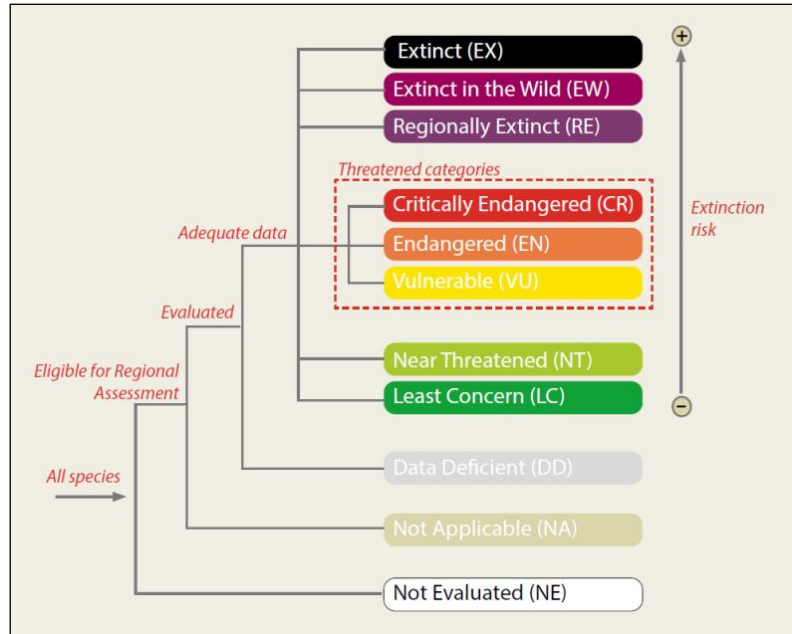 Extinct (EX)
Extinct in the Wild (EW)
Regionally Extinct (RE)
Threatened categories
Critically Endangered (CR)
Endangered (EN)
Vulnerable (VU)
Adequate data
Extinction
risk
Evaluated
Near Threatened (NT)
Least Concern (LC)
Eligible for Regional
Assessment
Data Deficient (DD)
All species
Not Applicable (NA)
Not Evaluated (NE)
+
−